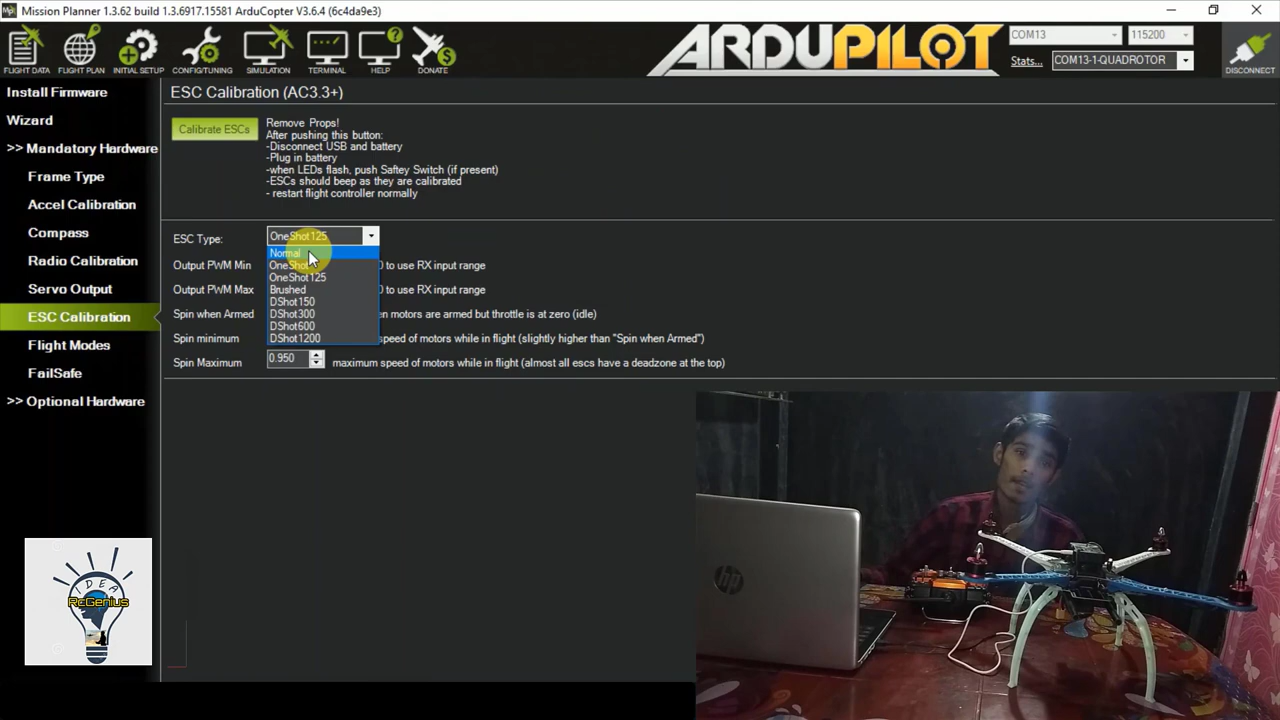 Mission Planner 1.3.62 build 1.3.6917.15581 ArduCopter V3.6.4 (6c4da9e3)
FLIGHT DATA
FLIGHT PLAN
INITIAL SETUP
CONFIG/TUNING
SIMULATION
TERMINAL
HELP
DONATE
ARDUPILOT
COM13
115200
Stats...
COM13-1-QUADROTOR
DISCONNECT
Install Firmware
Wizard
>> Mandatory Hardware
Frame Type
Accel Calibration
Compass
Radio Calibration
Servo Output
ESC Calibration
Flight Modes
FailSafe
>> Optional Hardware
ESC Calibration (AC3.3+)
Calibrate ESCs
Remove Props!
After pushing this button:
-Disconnect USB and battery
-Plug in battery
-when LEDs flash, push Saftey Switch (if present)
-ESCs should beep as they are calibrated
- restart flight controller normally
ESC Type:
OneShot125
Normal
OneShot
OneShot125
Brushed
DShot150
DShot300
DShot600
DShot1200
Output PWM Min
0 to use RX input range
Output PWM Max
0 to use RX input range
Spin when Armed
motors are armed but throttle is at zero (idle)
Spin minimum
speed of motors while in flight (slightly higher than "Spin when Armed")
Spin Maximum
0.950
maximum speed of motors while in flight (almost all escs have a deadzone at the top)
IDEA
RcGenius
hp